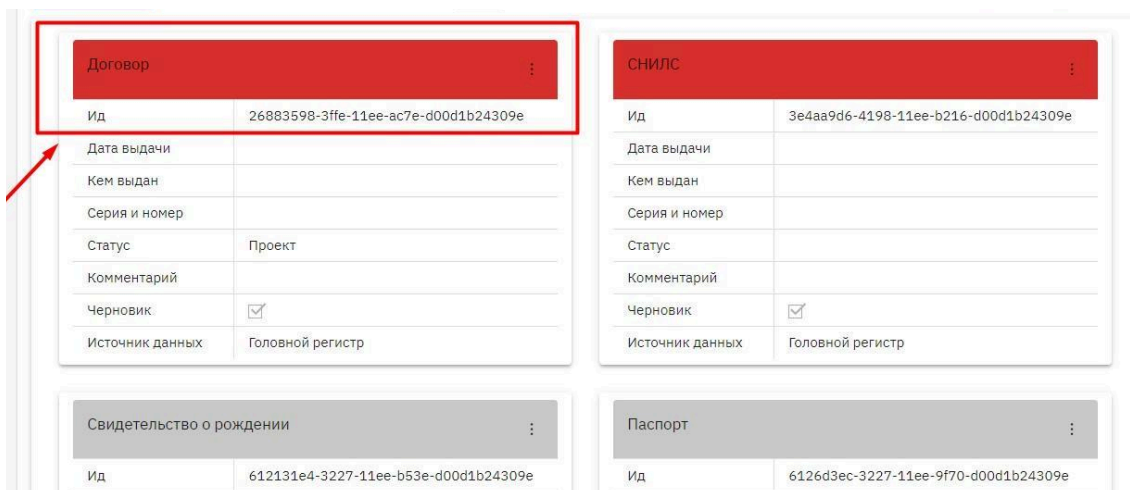 Договор
Ид 26883598-3ffe-11ee-ac7e-d00d1b24309e
Дата выдачи
Кем выдан
Серия и номер
Статус Проект
Комментарий
Черновик
Источник данных Головной регистр
СНИЛС
Ид 3e4aa9d6-4198-11ee-b216-d00d1b24309e
Дата выдачи
Кем выдан
Серия и номер
Статус
Комментарий
Черновик
Источник данных Головной регистр
Свидетельство о рождении
Ид 612131e4-3227-11ee-b53e-d00d1b24309e
Паспорт
Ид 6126d3ec-3227-11ee-9f70-d00d1b24309e